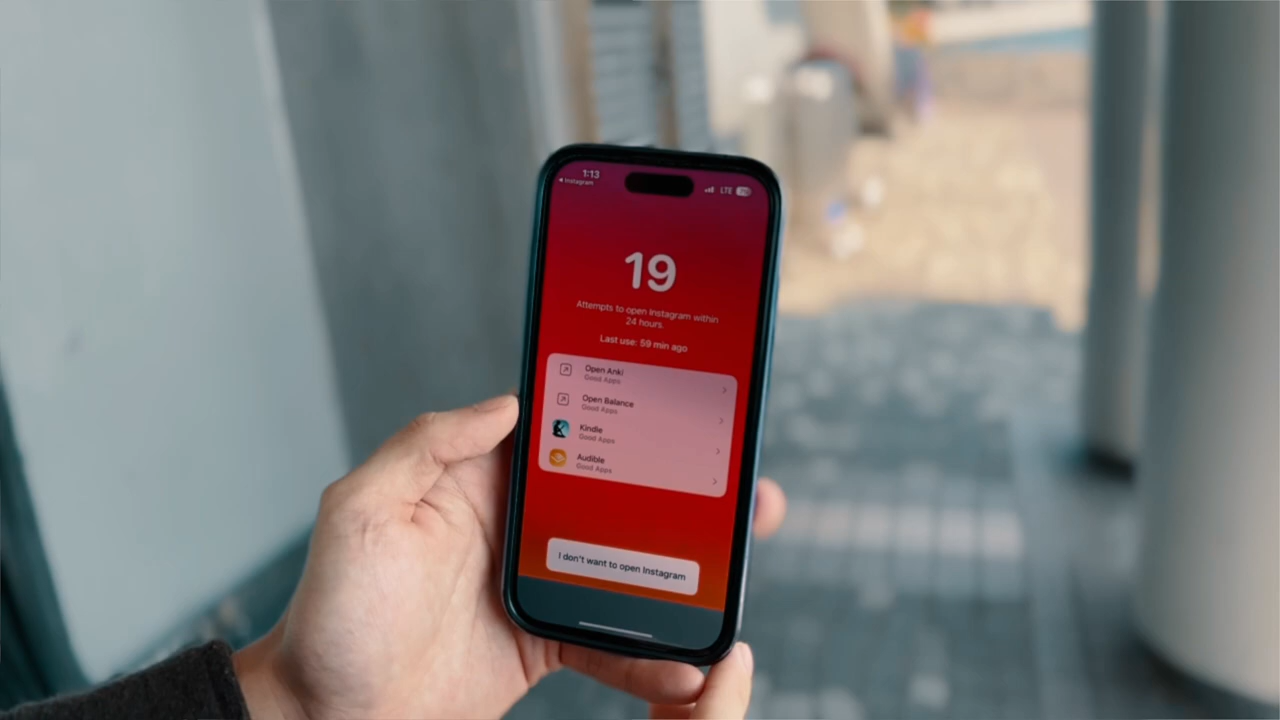 1:13
LTE
◂ Instagram
19
Attempts to open Instagram within
24 hours.
Last use: 59 min ago
Open Anki
Good Apps
Open Balance
Good Apps
Kindle
Good Apps
Audible
Good Apps
I don't want to open Instagram